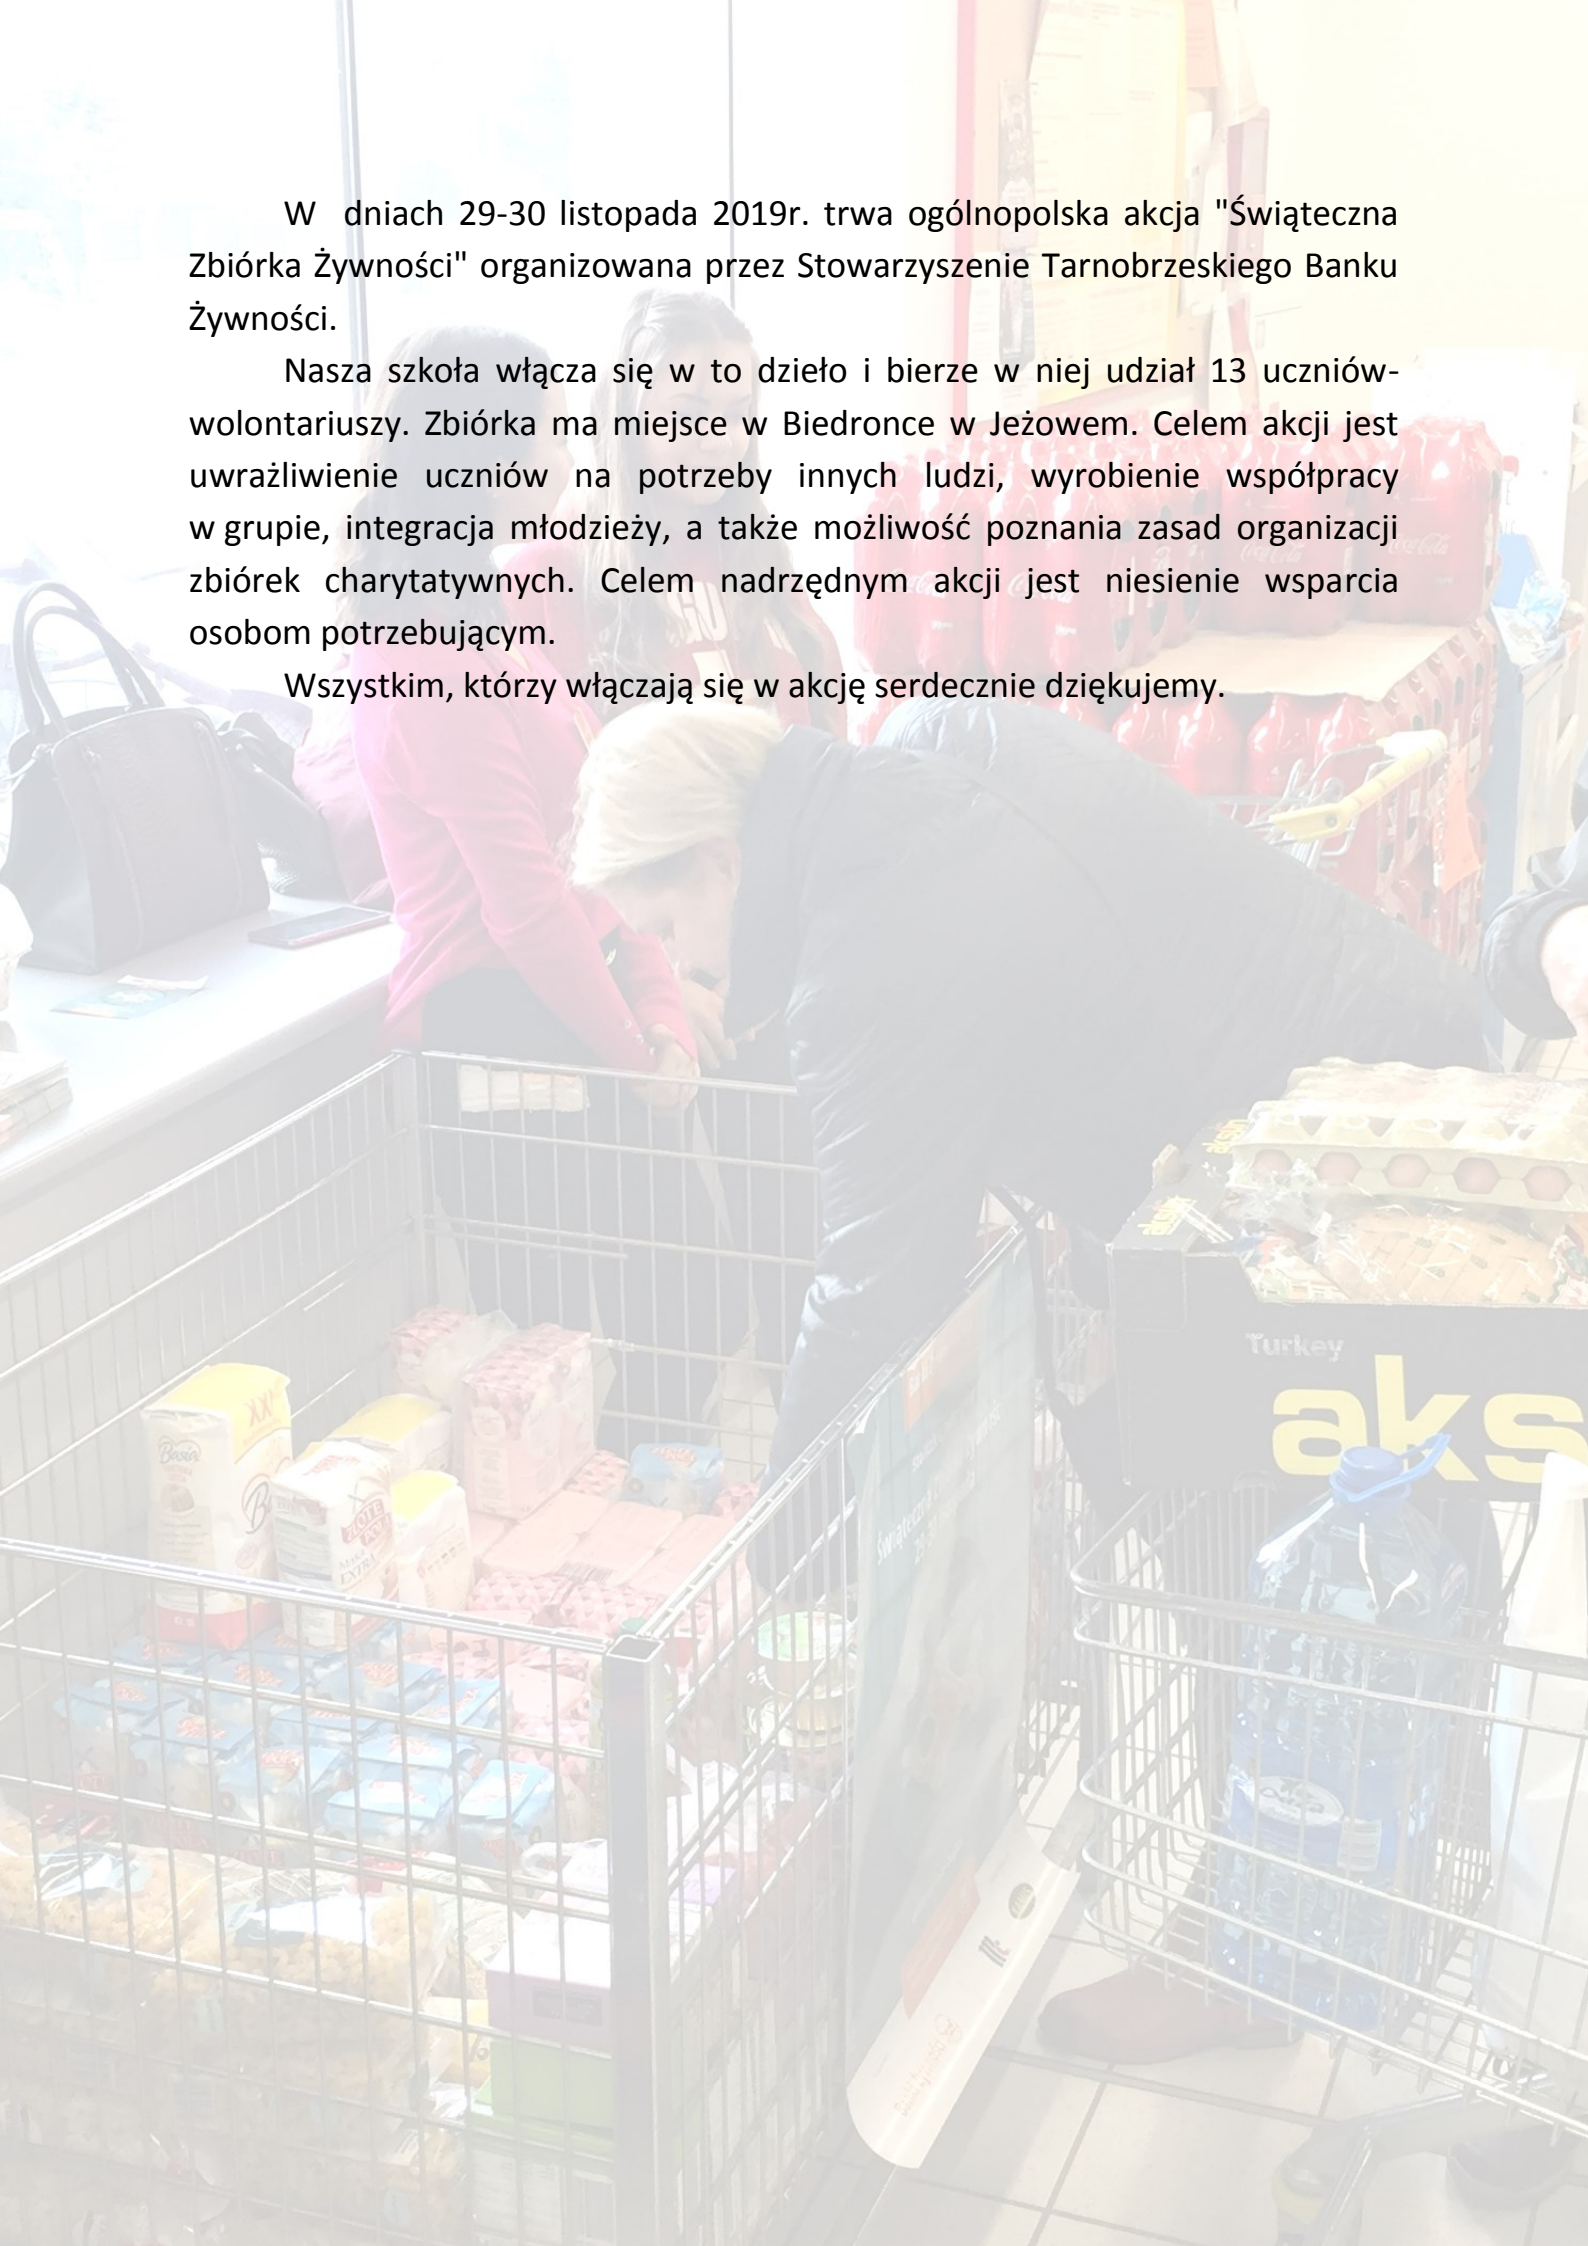 W dniach 29-30 listopada 2019r. trwa ogólnopolska akcja "Świąteczna
Zbiórka Żywności" organizowana przez Stowarzyszenie Tarnobrzeskiego Banku
Żywności.
Nasza szkoła włącza się w to dzieło i bierze w niej udział 13 uczniów-
wolontariuszy. Zbiórka ma miejsce w Biedronce w Jeżowem. Celem akcji jest
uwrażliwienie uczniów na potrzeby innych ludzi, wyrobienie współpracy
w grupie, integracja młodzieży, a także możliwość poznania zasad organizacji
zbiórek charytatywnych. Celem nadrzędnym akcji jest niesienie wsparcia
osobom potrzebującym.
Wszystkim, którzy włączają się w akcję serdecznie dziękujemy.
Coca-Cola
Turkey
aks
Basia